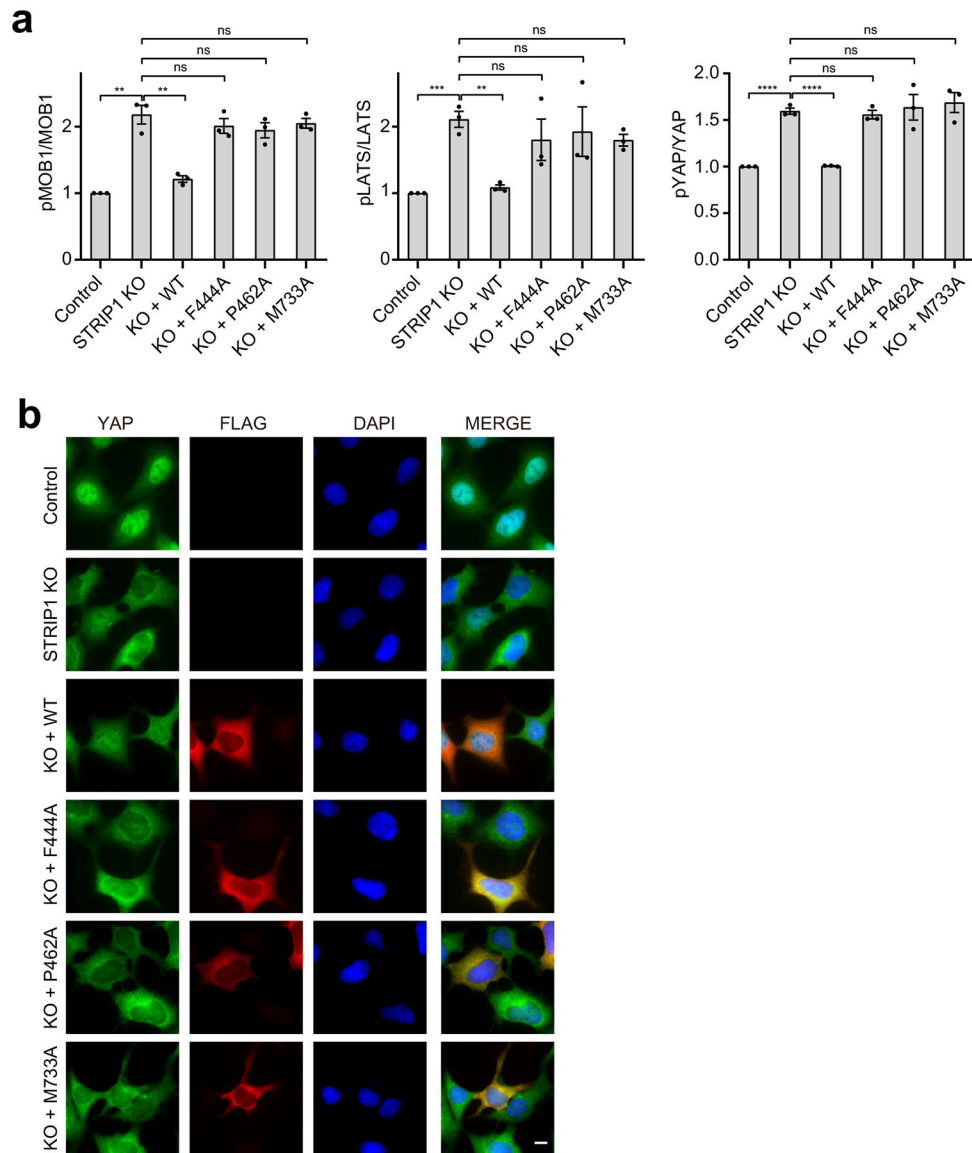 a
ns
ns
ns
** **
pMOB1/MOB1
2
1
0
Control
STRIP1 KO
KO + WT
KO + F444A
KO + P462A
KO + M733A
ns
ns
ns
*** **
pLATS/LATS
2
1
0
Control
STRIP1 KO
KO + WT
KO + F444A
KO + P462A
KO + M733A
ns
ns
ns
**** ****
pYAP/YAP
2.0
1.5
1.0
0.0
Control
STRIP1 KO
KO + WT
KO + F444A
KO + P462A
KO + M733A
b
YAP FLAG DAPI MERGE
Control
STRIP1 KO
KO + WT
KO + F444A
KO + P462A
KO + M733A